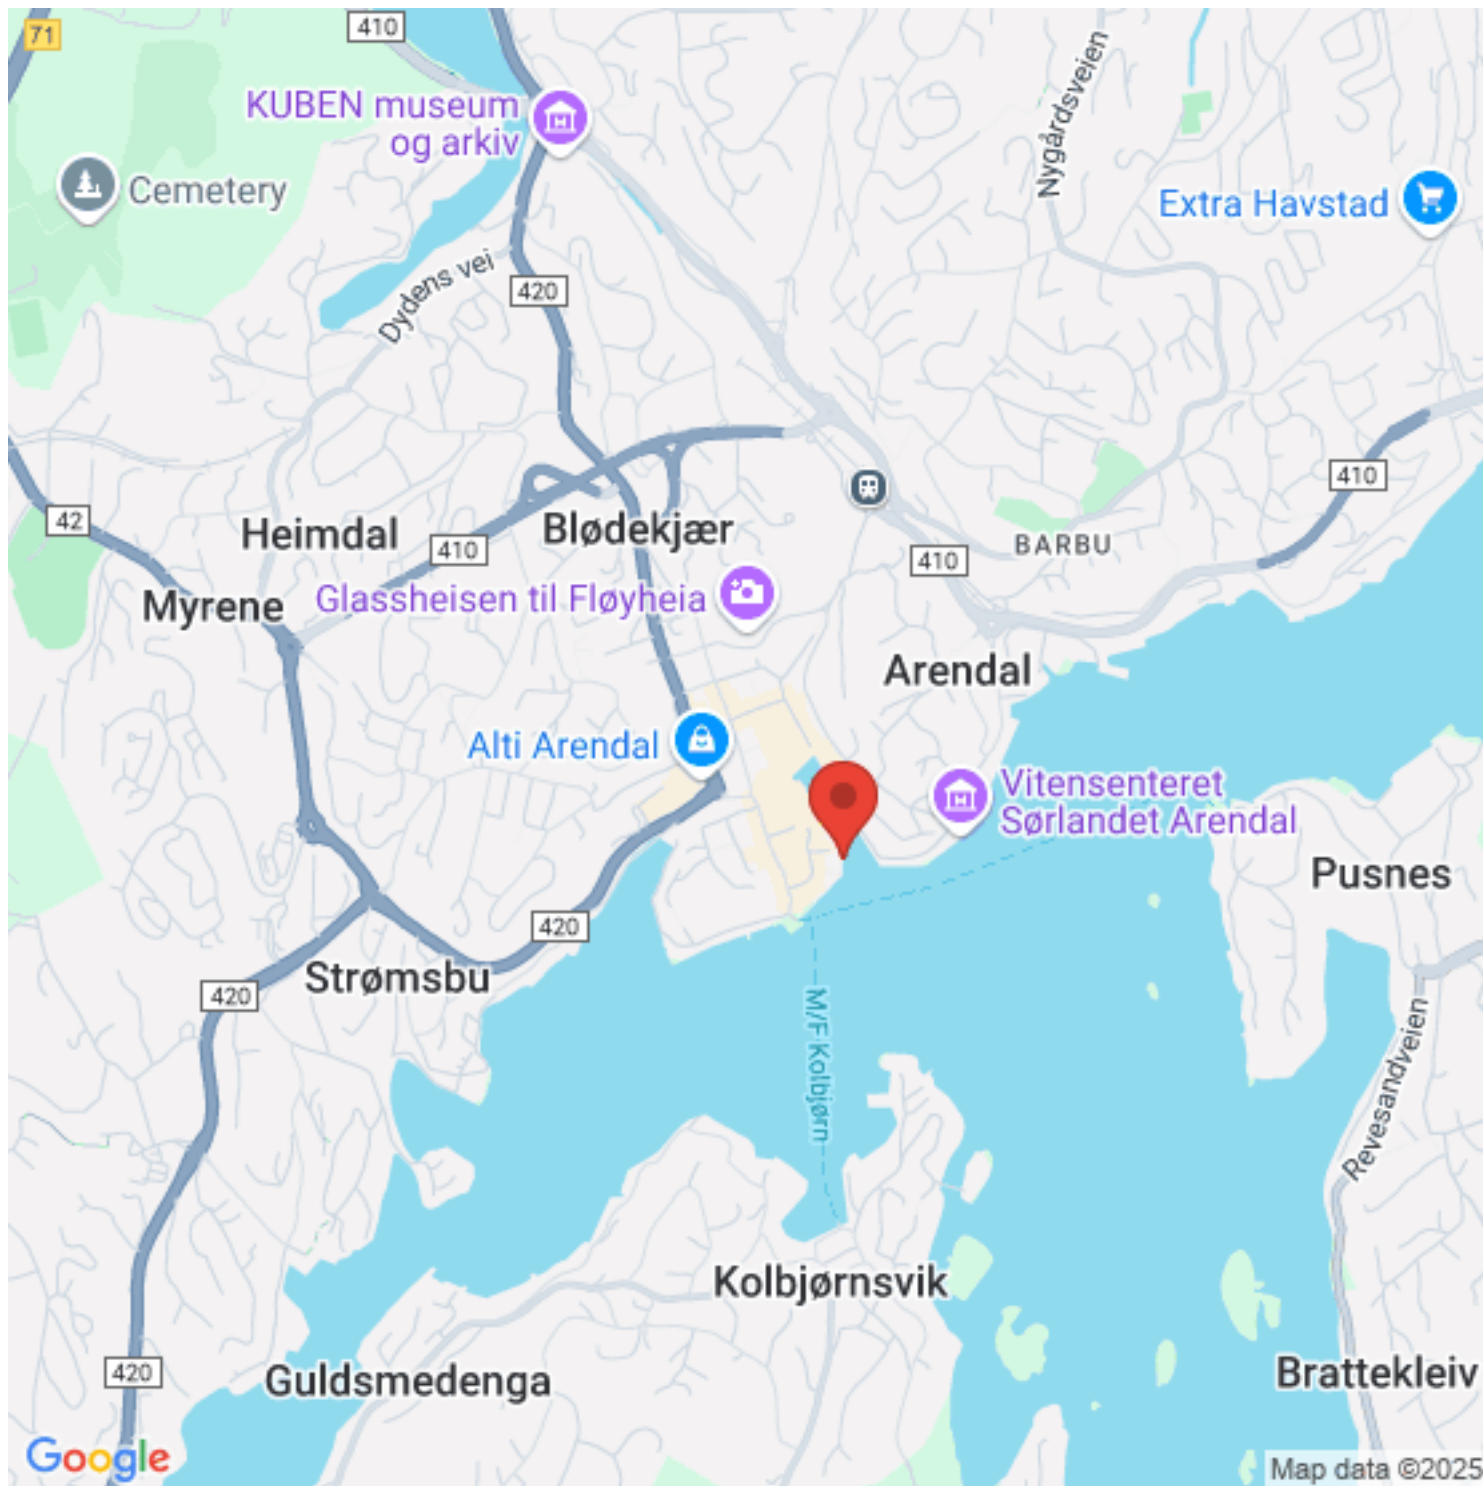 71
410
KUBEN museum
og arkiv
Cemetery
Nygårdsveien
Extra Havstad
Dydens vei
420
410
42
Heimdal
410
Blødekjær
410
BARBU
Myrene
Glassheisen til Fløyheia
Arendal
Alti Arendal
Vitensenteret
Sørlandet Arendal
Pusnes
420
Strømsbu
420
M/F Kolbjørn
Revesandveien
Kolbjørnsvik
420
Guldsmedenga
Brattekleiv
Google
Map data ©2025